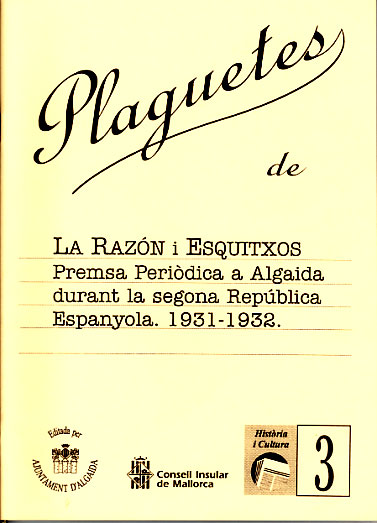 Plaguetes
de
LA RAZÓN i ESQUITXOS
Premsa Periòdica a Algaida
durant la segona República
Espanyola. 1931-1932.
Editada per
AJUNTAMENT D'ALGAIDA
Consell Insular
de Mallorca
Història
i Cultura
3